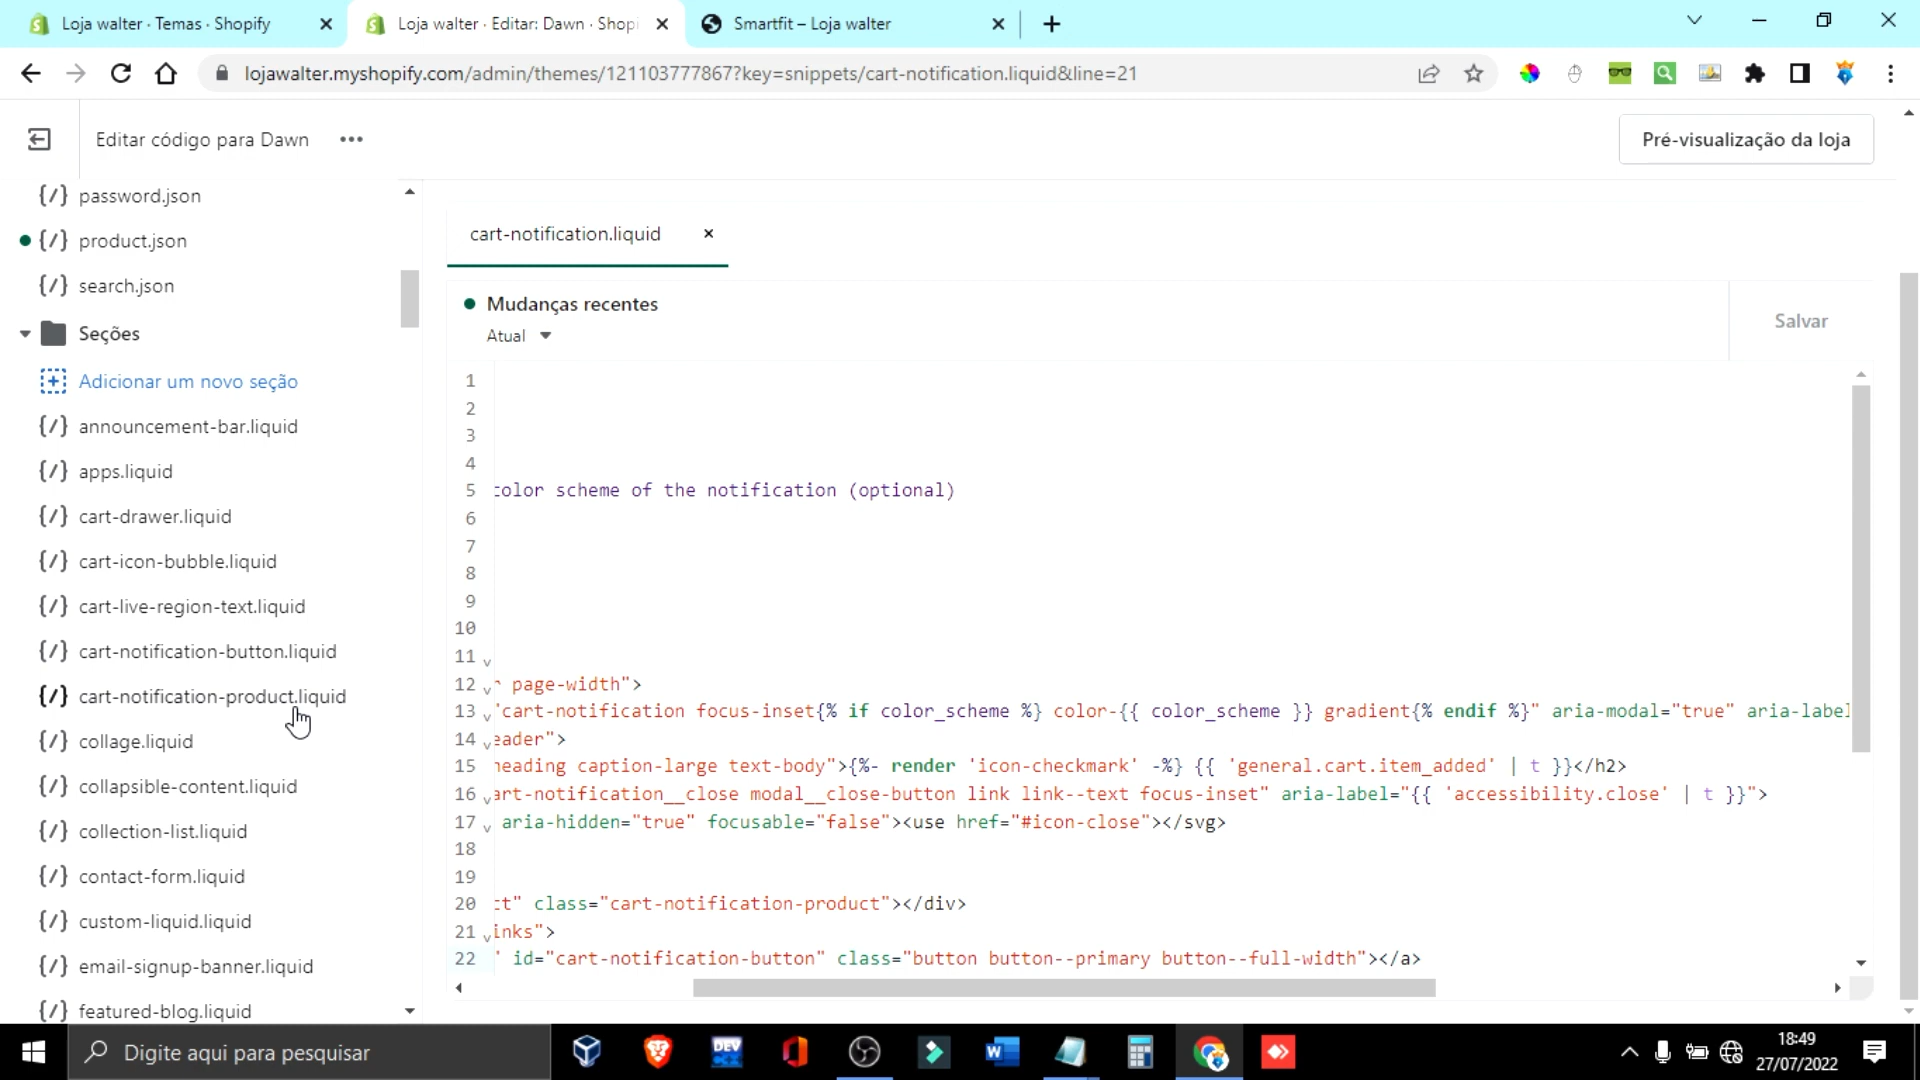 Loja walter · Temas · Shopify
Loja walter · Editar: Dawn · Shop
Smartfit – Loja walter
lojawalter.myshopify.com/admin/themes/121103777867?key=snippets/cart-notification.liquid&line=21
Editar código para Dawn
Pré-visualização da loja
{/} password.json
{/} product.json
{/} search.json
Seções
Adicionar um novo seção
{/} announcement-bar.liquid
{/} apps.liquid
{/} cart-drawer.liquid
{/} cart-icon-bubble.liquid
{/} cart-live-region-text.liquid
{/} cart-notification-button.liquid
{/} cart-notification-product.liquid
{/} collage.liquid
{/} collapsible-content.liquid
{/} collection-list.liquid
{/} contact-form.liquid
{/} custom-liquid.liquid
{/} email-signup-banner.liquid
{/} featured-blog.liquid
cart-notification.liquid
Mudanças recentes
Atual
Salvar
1
2
3
4
5 color scheme of the notification (optional)
6
7
8
9
10
11
12 page-width">
13 "cart-notification focus-inset{% if color_scheme %} color-{{ color_scheme }} gradient{% endif %}" aria-modal="true" aria-label
14 eader">
15 heading caption-large text-body">{%- render 'icon-checkmark' -%} {{ 'general.cart.item_added' | t }}</h2>
16 art-notification__close modal__close-button link link--text focus-inset" aria-label="{{ 'accessibility.close' | t }}">
17 aria-hidden="true" focusable="false"><use href="#icon-close"></svg>
18
19
20 ct" class="cart-notification-product"></div>
21 inks">
22 " id="cart-notification-button" class="button button--primary button--full-width"></a>
Digite aqui para pesquisar
DEV
18:49
27/07/2022